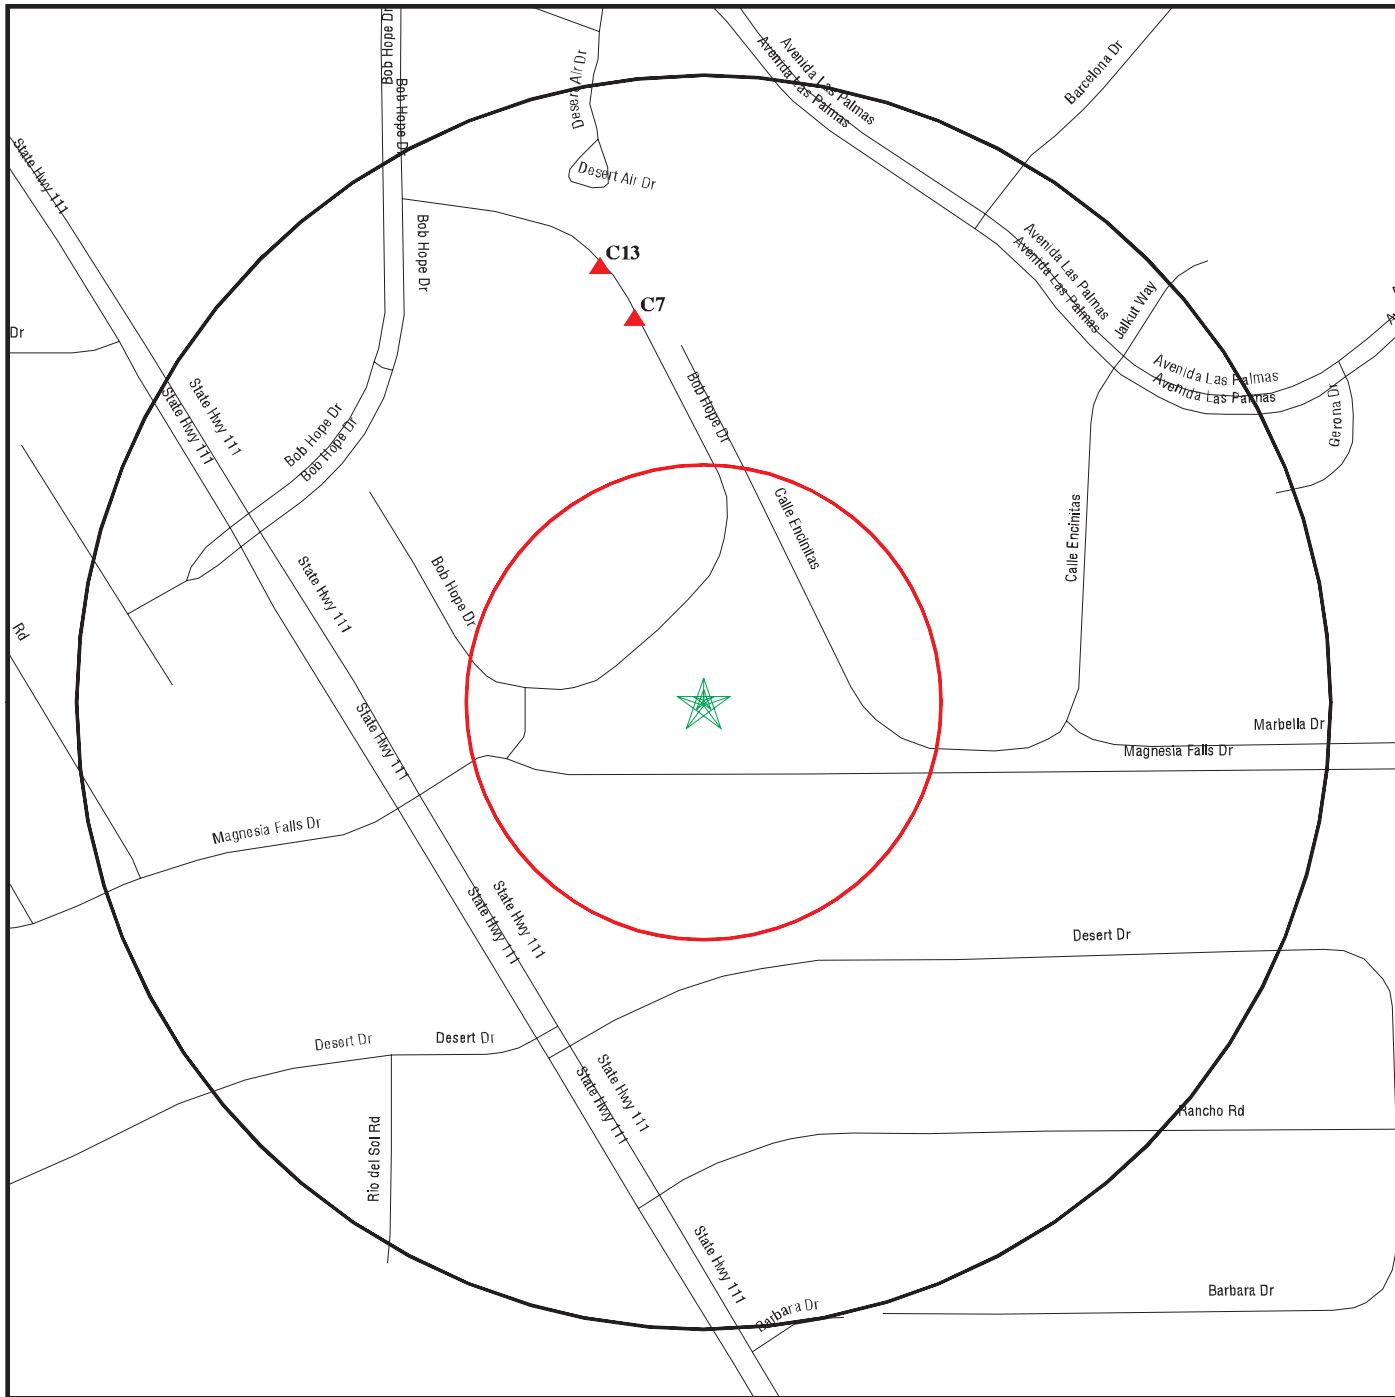 Bob Hope Dr
Bob Hope Dr
Desert Air Dr
Avenida Las Palmas
Avenida Las Palmas
Barcelona Dr
State Hwy 111
Desert Air Dr
Bob Hope Dr
C13
C7
Avenida Las Palmas
Avenida Las Palmas
Jalkut Way
Dr
Avenida Las Palmas
Avenida Las Palmas
Gerona Dr
State Hwy 111
State Hwy 111
Bob Hope Dr
Bob Hope Dr
Bob Hope Dr
Calle Encinitas
Calle Encinitas
State Hwy 111
Bob Hope Dr
Rd
State Hwy 111
Marbella Dr
Magnesia Falls Dr
Magnesia Falls Dr
State Hwy 111
State Hwy 111
Desert Dr
Desert Dr
Desert Dr
State Hwy 111
State Hwy 111
Rancho Rd
Rio del Sol Rd
State Hwy 111
Barbara Dr
Barbara Dr